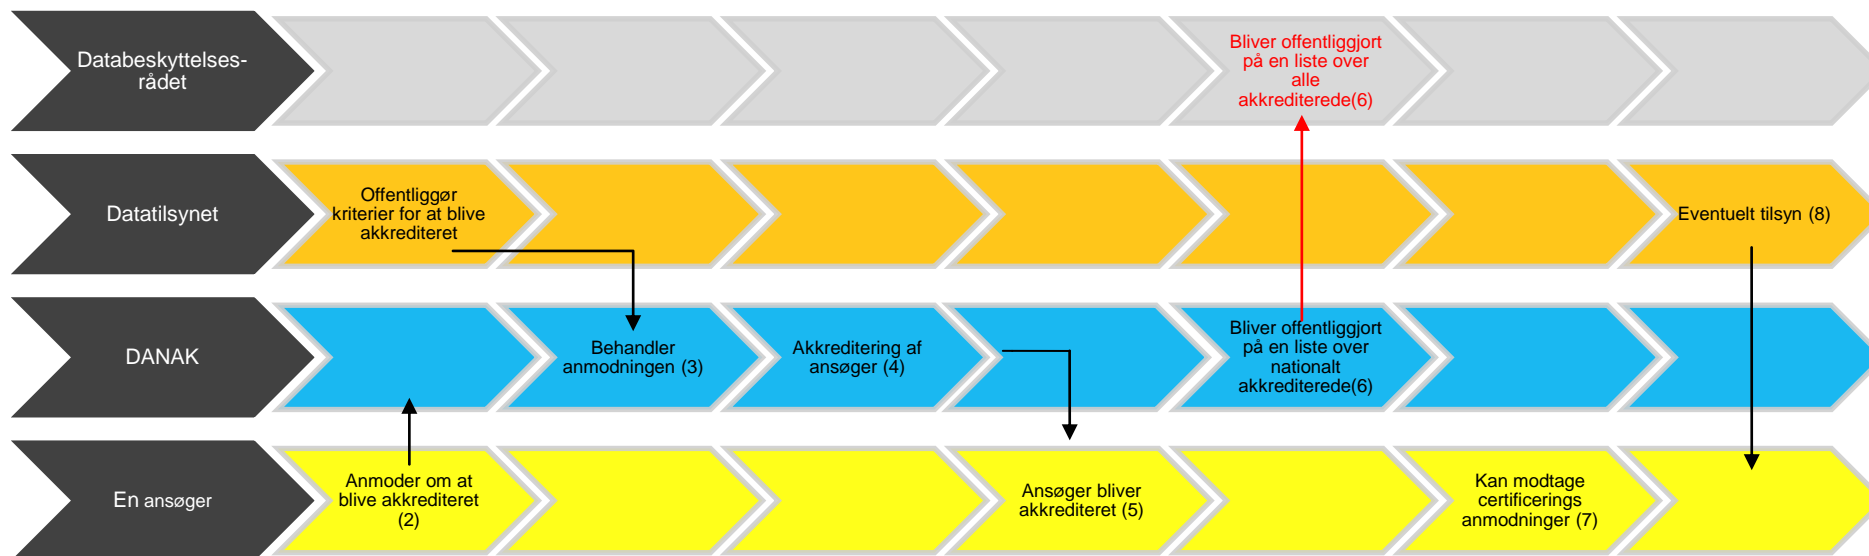 Databeskyttelses-
rådet
Bliver offentliggjort
på en liste over
alle
akkrediterede(6)
Datatilsynet
Offentliggør
kriterier for at blive
akkrediteret
Eventuelt tilsyn (8)
DANAK
Behandler
anmodningen (3)
Akkreditering af
ansøger (4)
Bliver offentliggjort
på en liste over
nationalt
akkrediterede(6)
En ansøger
Anmoder om at
blive akkrediteret
(2)
Ansøger bliver
akkrediteret (5)
Kan modtage
certificerings
anmodninger (7)